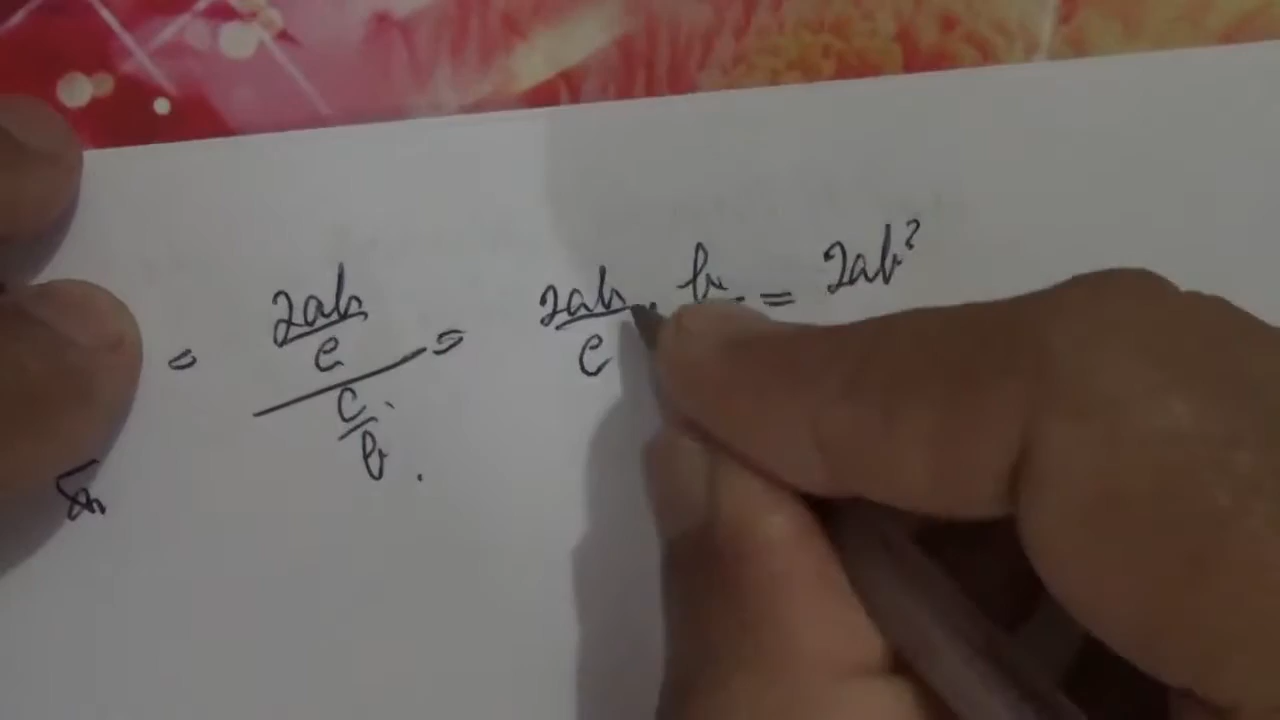 = (2ab/c)/(c/b) = 2ab/c · b = 2ab²